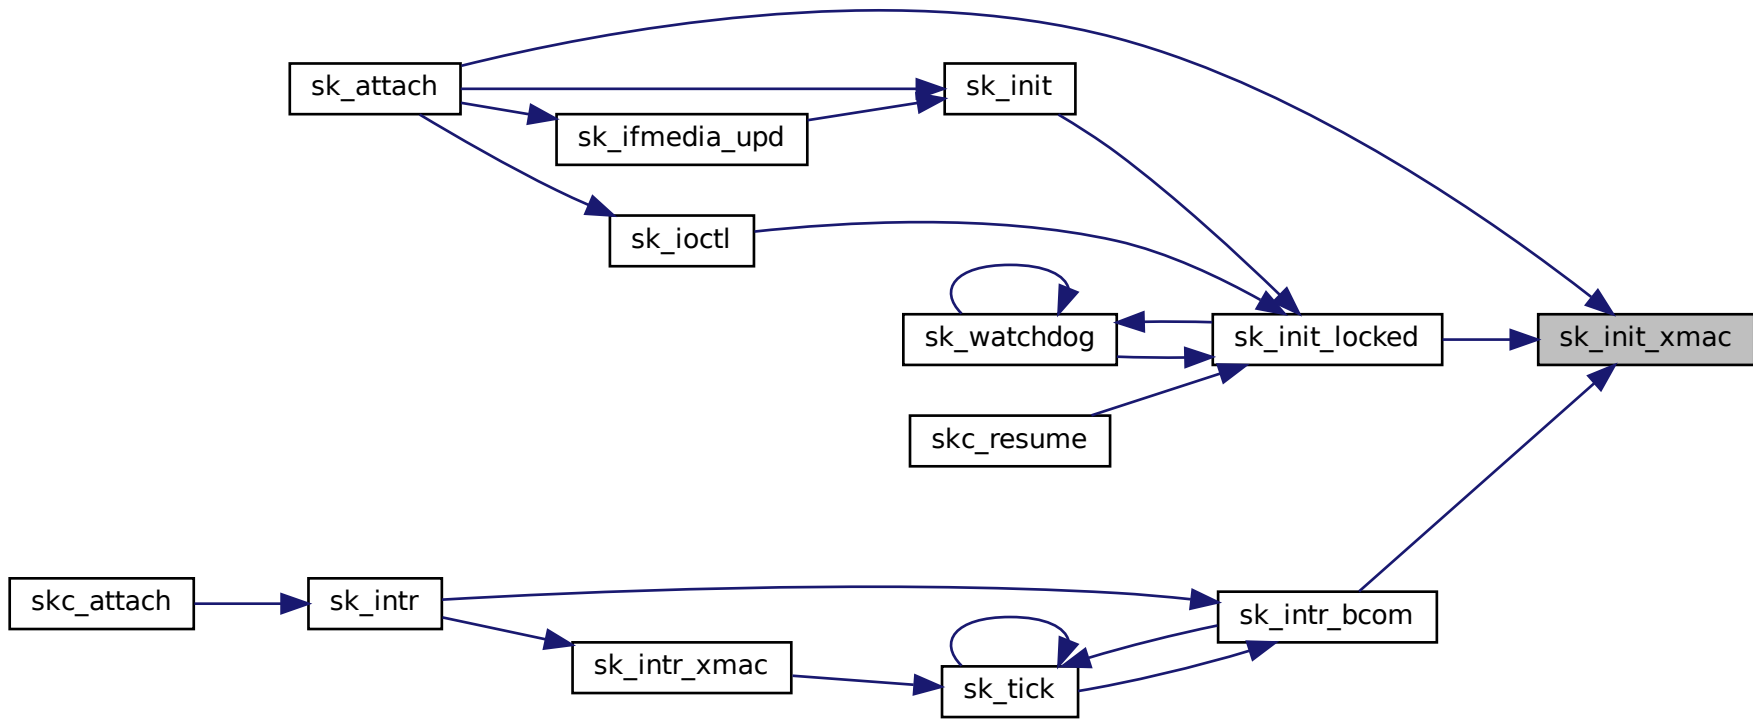 sk_attach
sk_init
sk_ifmedia_upd
sk_ioctl
sk_watchdog
sk_init_locked
sk_init_xmac
skc_resume
skc_attach
sk_intr
sk_intr_bcom
sk_intr_xmac
sk_tick